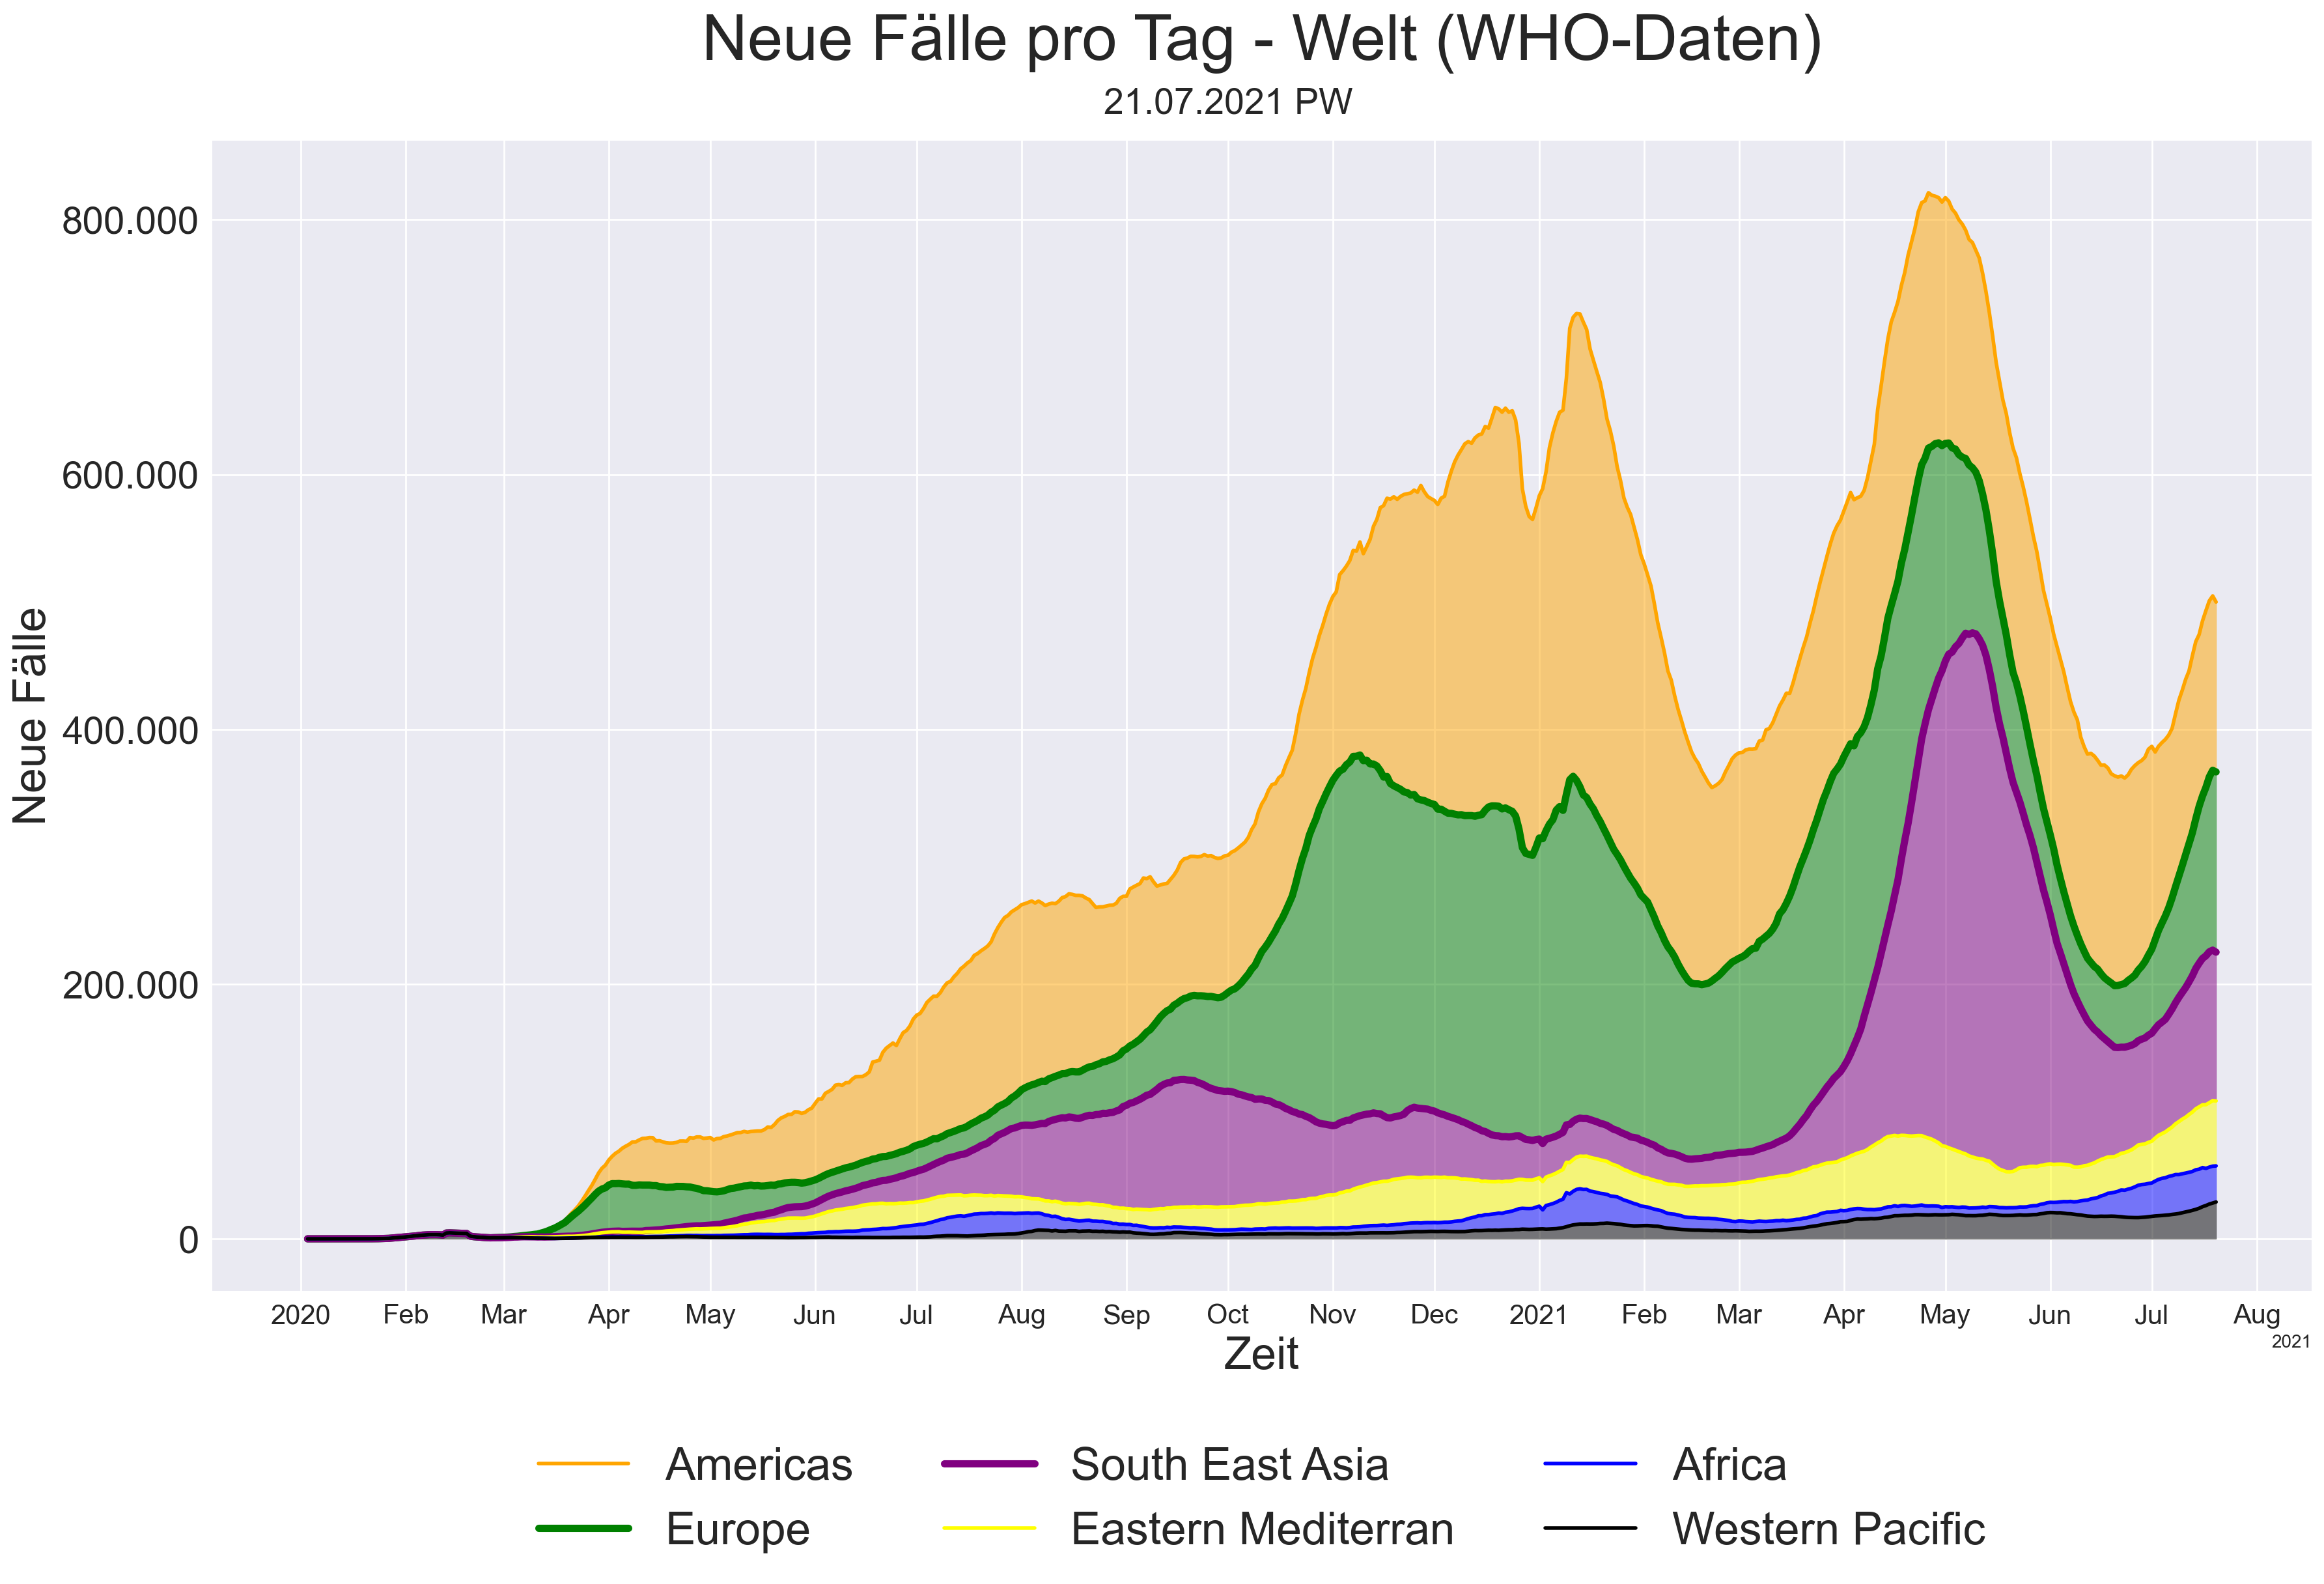 Neue Fälle pro Tag - Welt (WHO-Daten)
21.07.2021 PW
Neue Fälle
800.000
600.000
400.000
200.000
0
2020 Feb Mar Apr May Jun Jul Aug Sep Oct Nov Dec 2021 Feb Mar Apr May Jun Jul Aug
2021
Zeit
Americas South East Asia Africa
Europe Eastern Mediterran Western Pacific